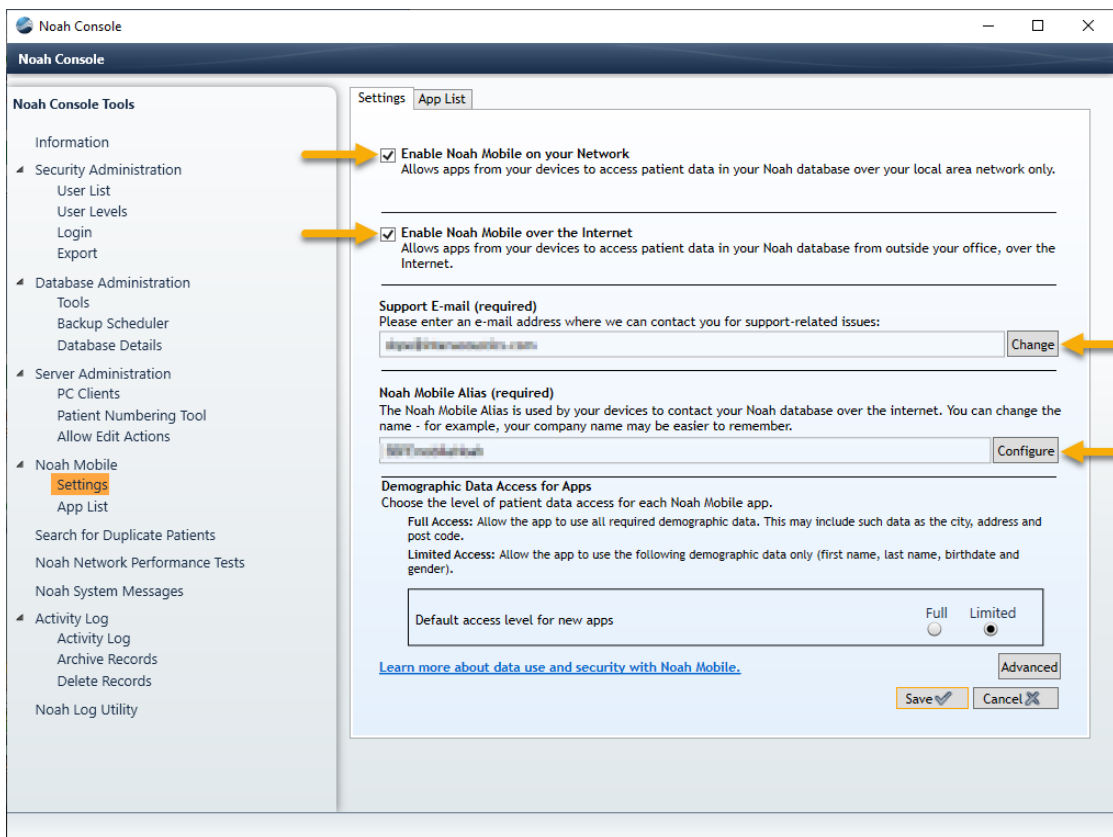 Noah Console
Noah Console
Noah Console Tools
Information
Security Administration
User List
User Levels
Login
Export
Database Administration
Tools
Backup Scheduler
Database Details
Server Administration
PC Clients
Patient Numbering Tool
Allow Edit Actions
Noah Mobile
Settings
App List
Search for Duplicate Patients
Noah Network Performance Tests
Noah System Messages
Activity Log
Activity Log
Archive Records
Delete Records
Noah Log Utility
Settings App List
Enable Noah Mobile on your Network
Allows apps from your devices to access patient data in your Noah database over your local area network only.
Enable Noah Mobile over the Internet
Allows apps from your devices to access patient data in your Noah database from outside your office, over the
Internet.
Support E-mail (required)
Please enter an e-mail address where we can contact you for support-related issues:
Change
Noah Mobile Alias (required)
The Noah Mobile Alias is used by your devices to contact your Noah database over the internet. You can change the
name - for example, your company name may be easier to remember.
Configure
Demographic Data Access for Apps
Choose the level of patient data access for each Noah Mobile app.
Full Access: Allow the app to use all required demographic data. This may include such data as the city, address and
post code.
Limited Access: Allow the app to use the following demographic data only (first name, last name, birthdate and
gender).
Full Limited
Default access level for new apps
Learn more about data use and security with Noah Mobile.
Advanced
Save Cancel